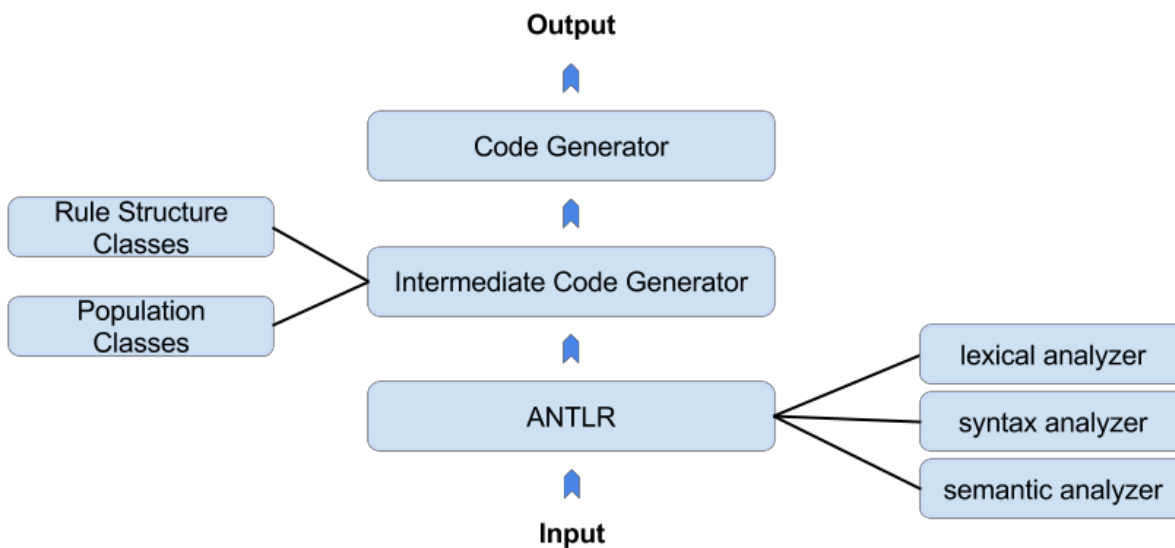 Output
Code Generator
Rule Structure
Classes
Intermediate Code Generator
Population
Classes
lexical analyzer
ANTLR
syntax analyzer
semantic analyzer
Input